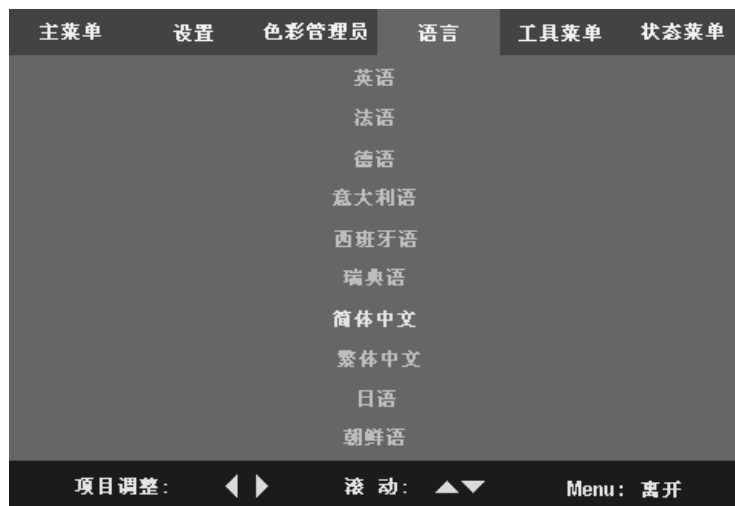 主菜单 设置 色彩管理员 语言 工具菜单 状态菜单
英语
法语
德语
意大利语
西班牙语
瑞典语
简体中文
繁体中文
日语
朝鲜语
项目调整: 滚 动: Menu: 离开